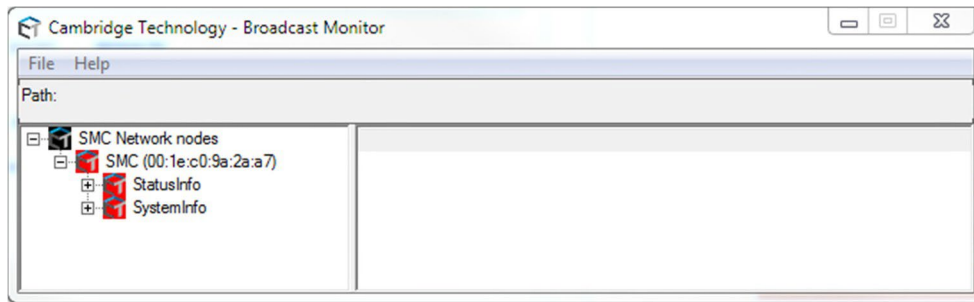 Cambridge Technology - Broadcast Monitor
File Help
Path:
SMC Network nodes
SMC (00:1e:c0:9a:2a:a7)
StatusInfo
SystemInfo